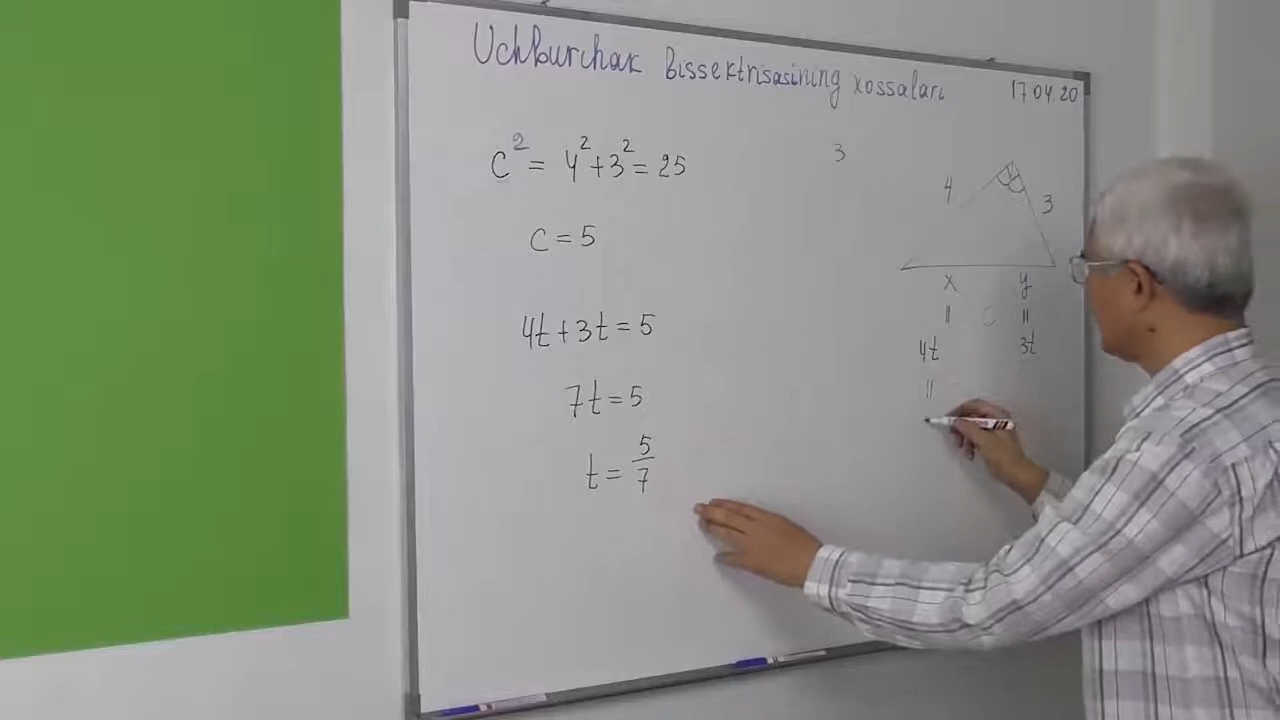 Uchburchak Bissektrisasining xossalari
17.04.20
c² = 4² + 3² = 25
3
c = 5
4t + 3t = 5
7t = 5
t = 5/7
4
3
x y
|| ||
4t 3t
||